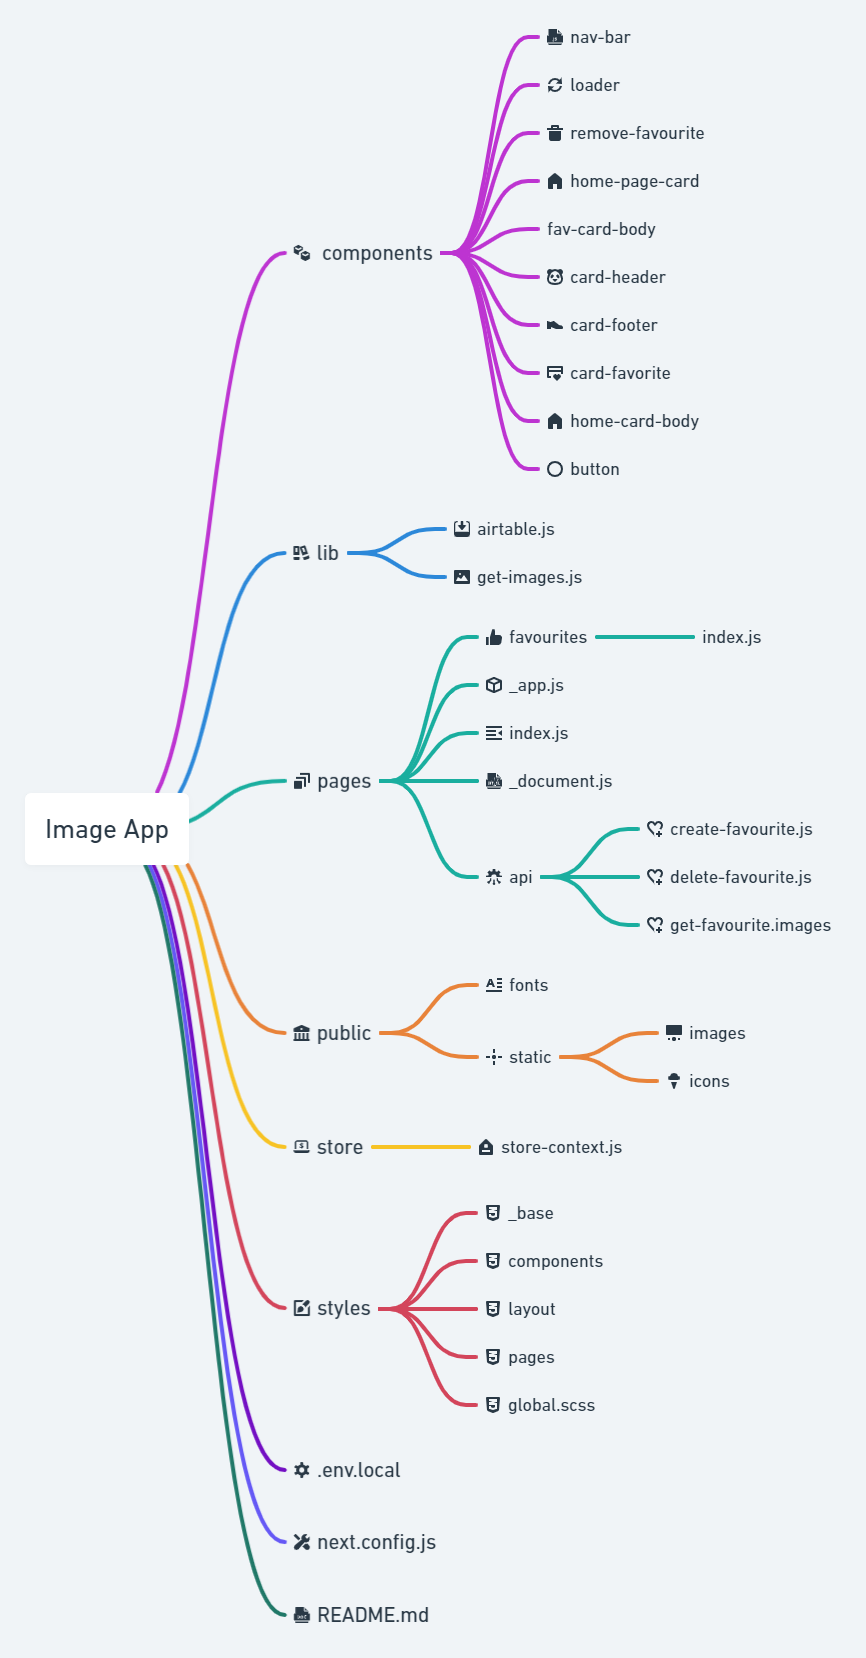 nav-bar
loader
remove-favourite
home-page-card
fav-card-body
components
card-header
card-footer
card-favorite
home-card-body
button
airtable.js
lib
get-images.js
favourites
index.js
_app.js
index.js
pages
_document.js
Image App
create-favourite.js
api
delete-favourite.js
get-favourite.images
fonts
public
images
static
icons
store
store-context.js
_base
components
styles
layout
pages
global.scss
.env.local
next.config.js
README.md